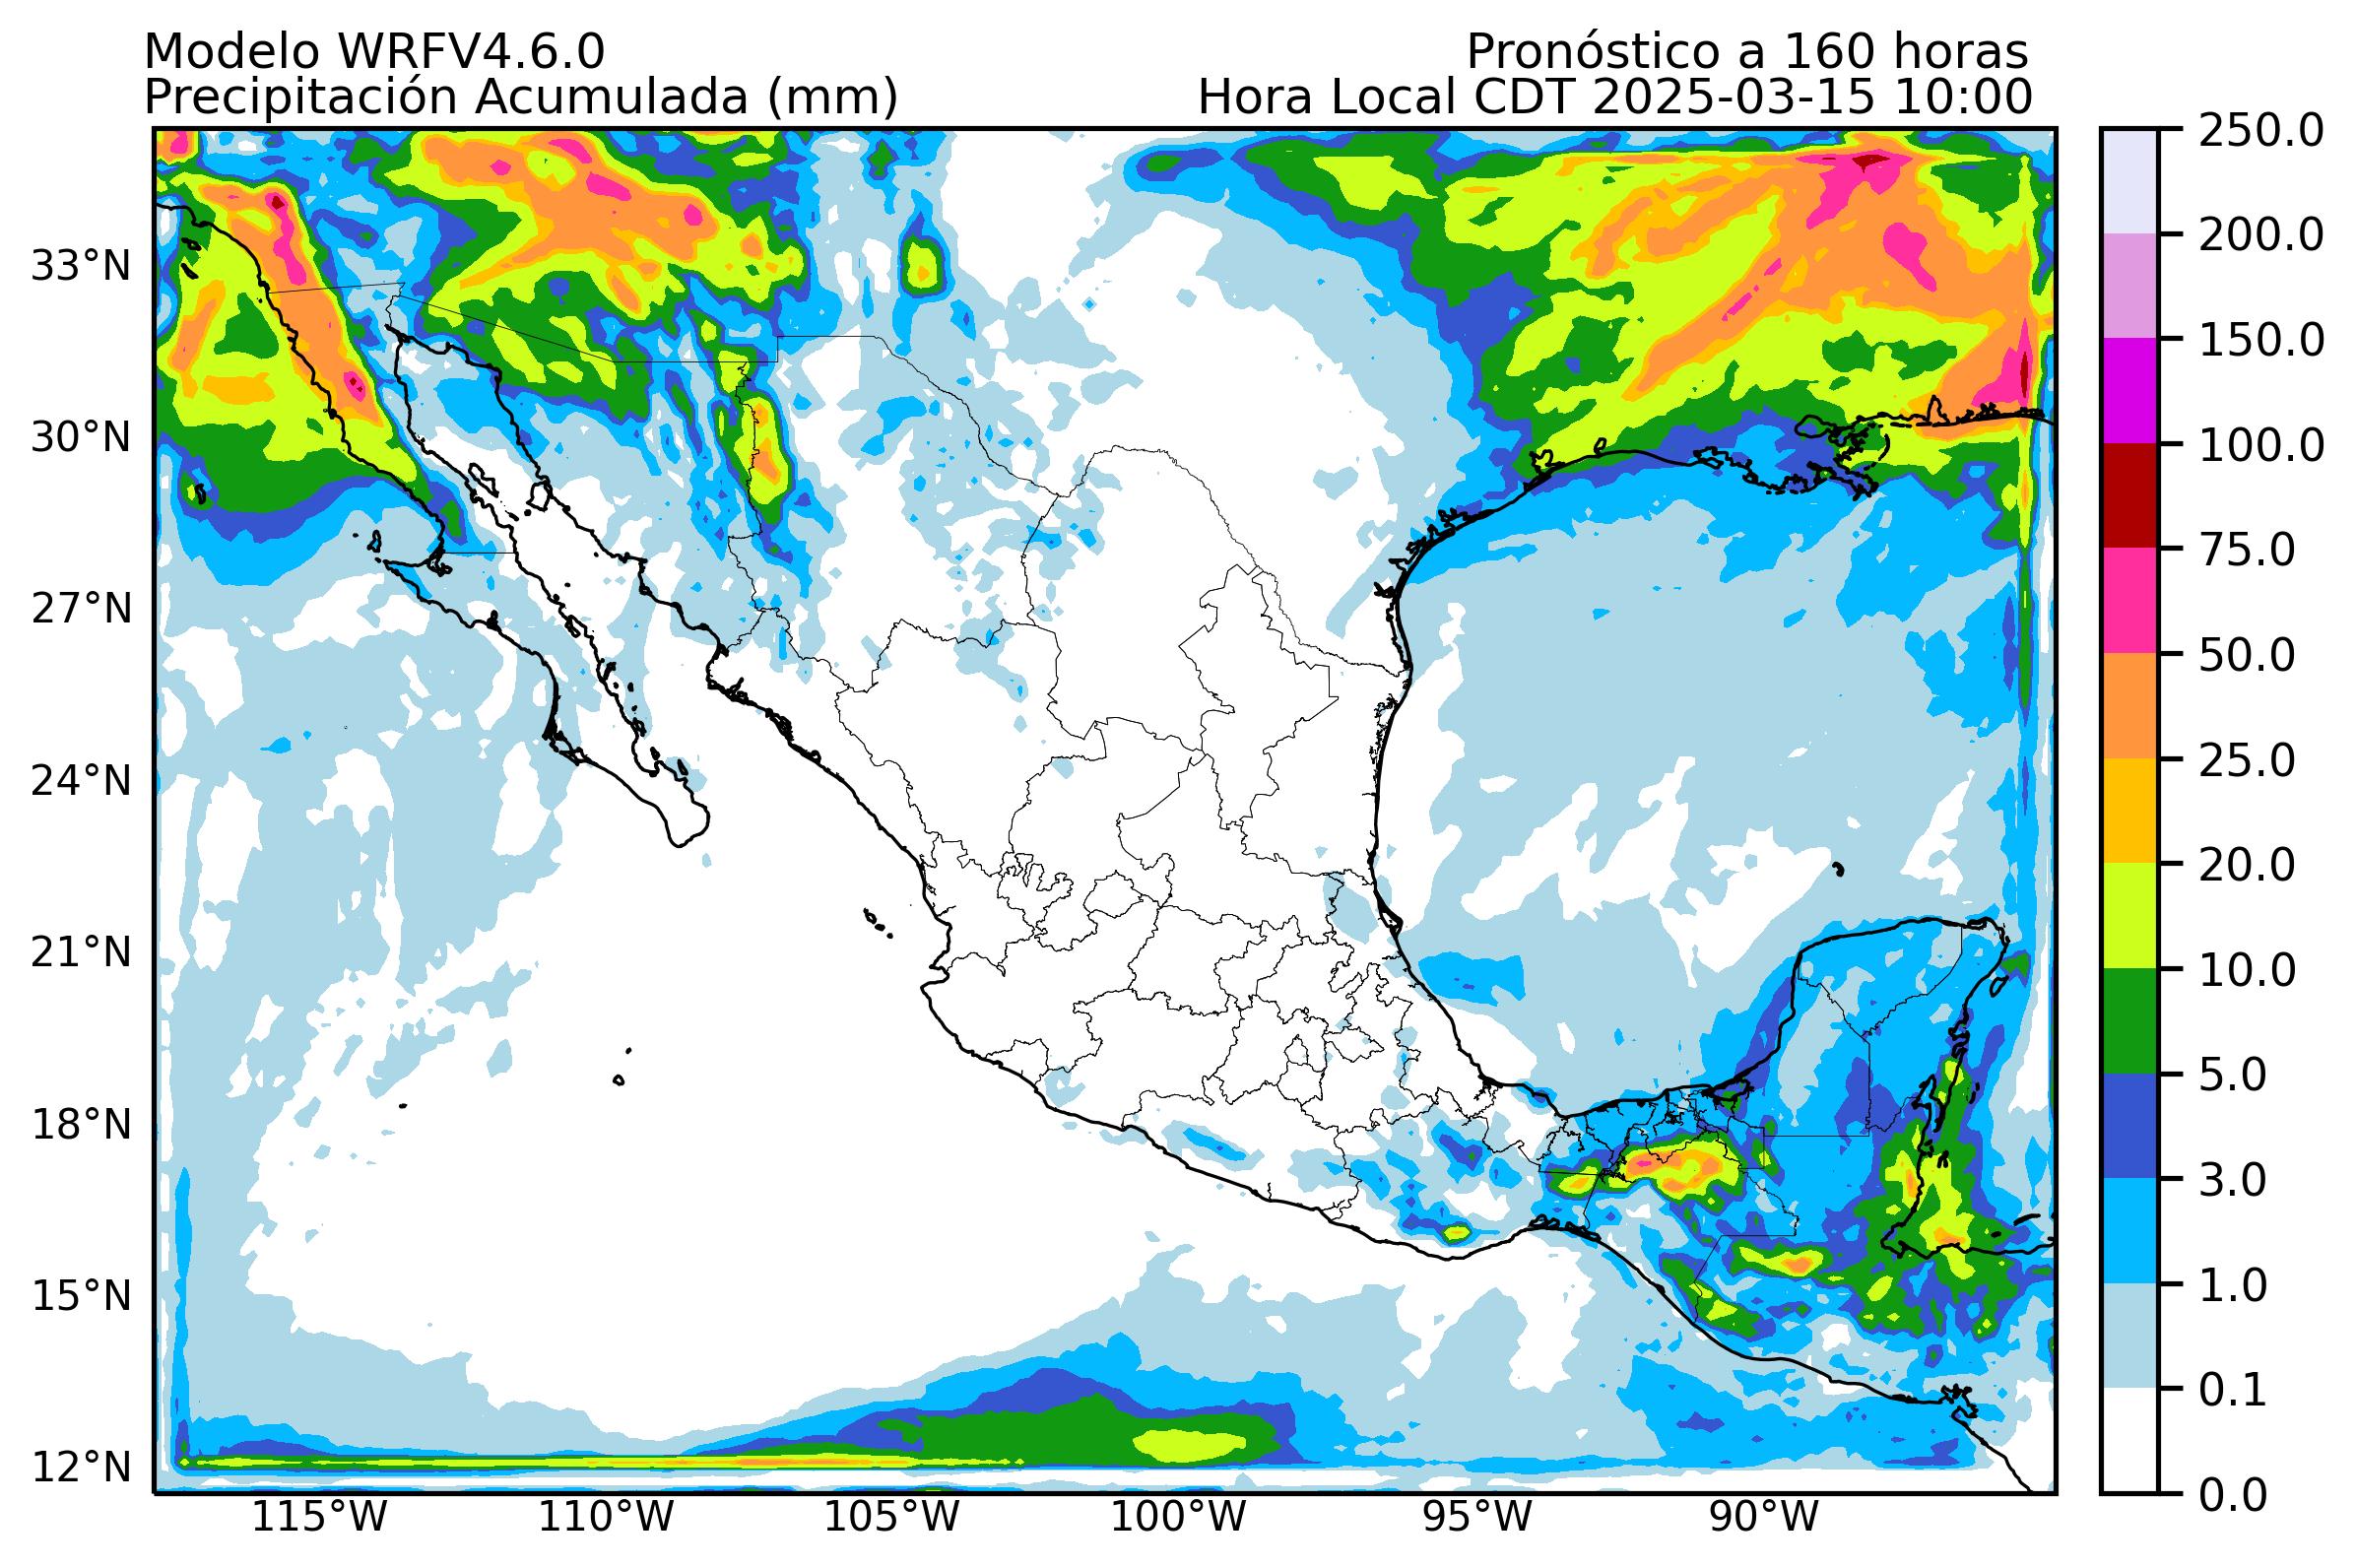 Modelo WRFV4.6.0
Pronóstico a 160 horas
Precipitación Acumulada (mm)
Hora Local CDT 2025-03-15 10:00
33°N
30°N
27°N
24°N
21°N
18°N
15°N
12°N
115°W
110°W
105°W
100°W
95°W
90°W
250.0
200.0
150.0
100.0
75.0
50.0
25.0
20.0
10.0
5.0
3.0
1.0
0.1
0.0